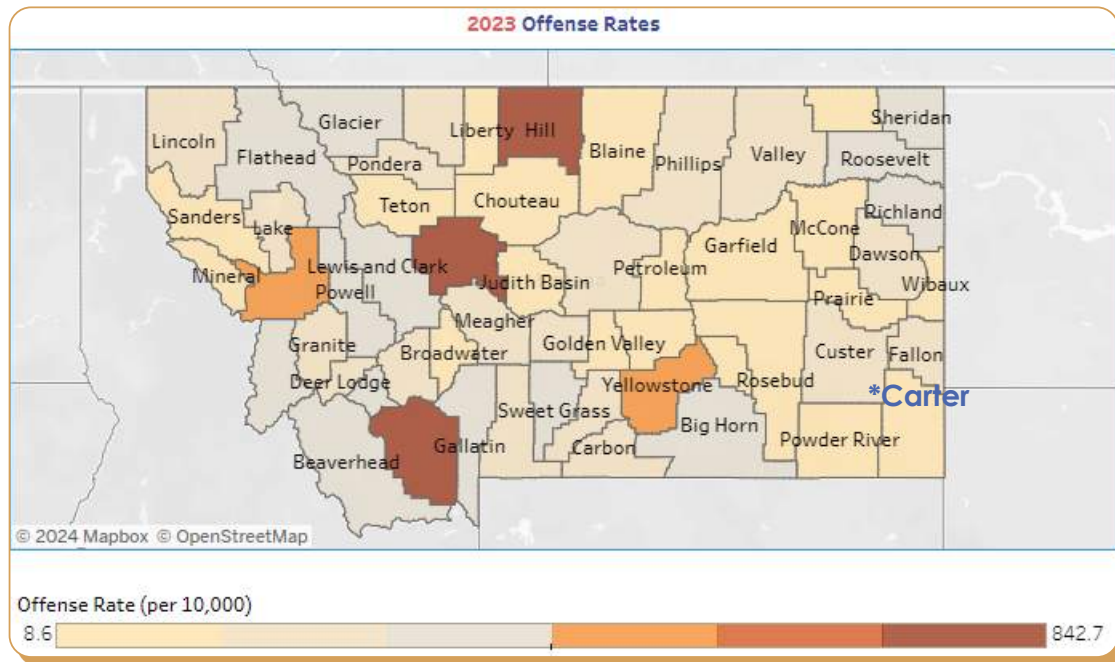 2023 Offense Rates
Sheridan
Glacier
Liberty Hill
Lincoln
Blaine
Valley
Flathead
Roosevelt
Pondera
Phillips
Teton
Chouteau
Richland
Sanders
Lake
McCone
Garfield
Dawson
Lewis and Clark
Petroleum
Mineral
Judith Basin
Wibaux
Powell
Prairie
Meagher
Granite
Golden Valley
Broadwater
Custer
Fallon
Deer Lodge
Yellowstone
Rosebud
*Carter
Sweet Grass
Big Horn
Gallatin
Carbon
Powder River
Beaverhead
© 2024 Mapbox © OpenStreetMap
Offense Rate (per 10,000)
8.6
842.7